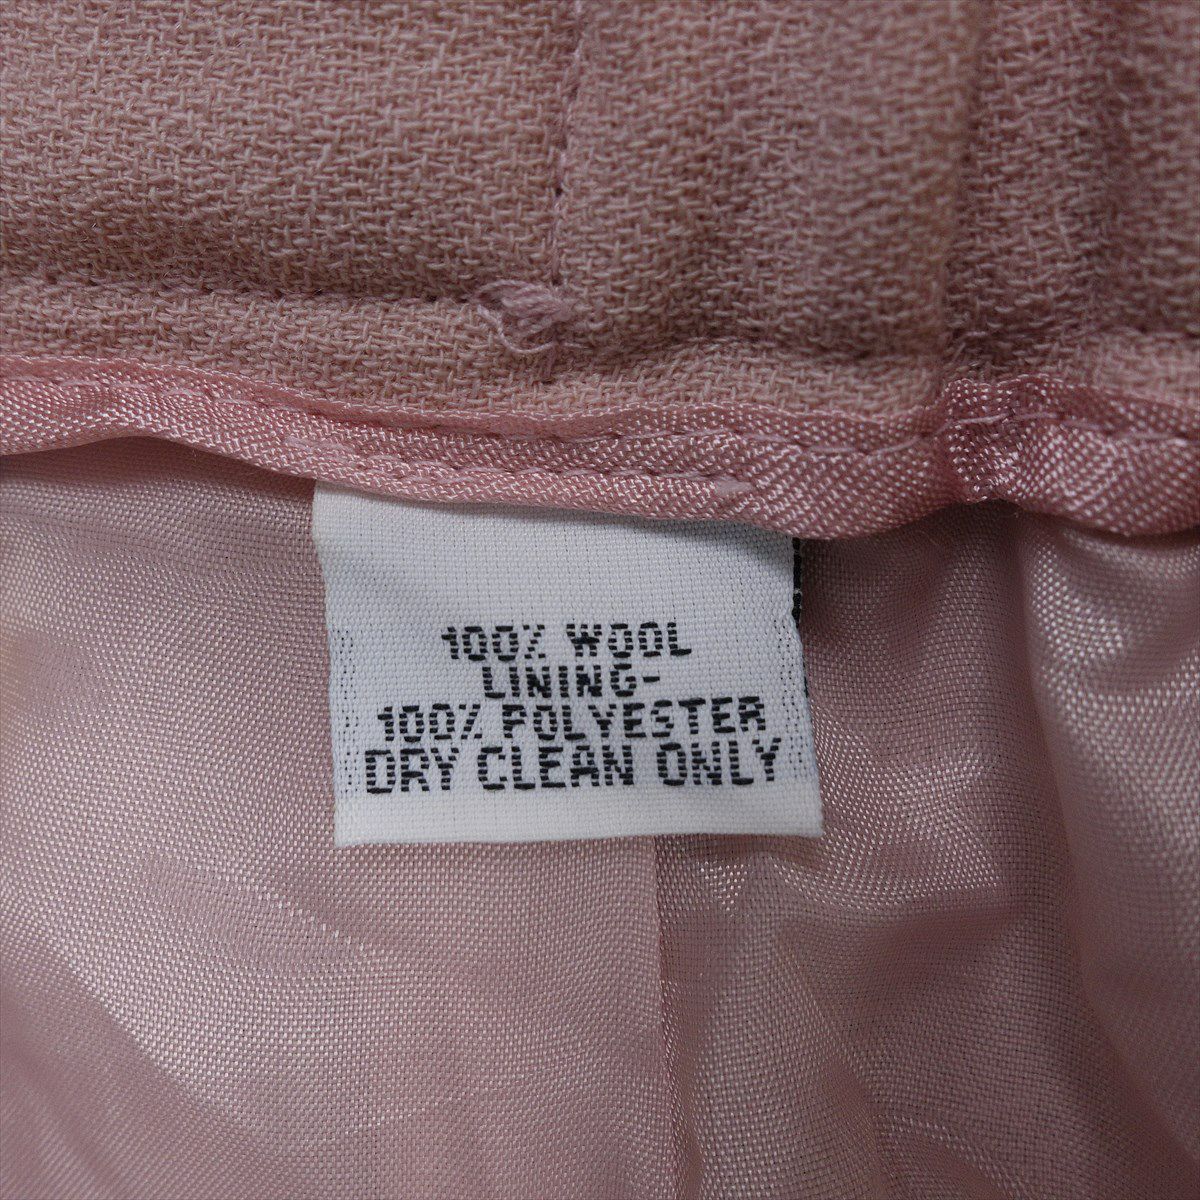 100% WOOL
LINING-
100% POLYESTER
DRY CLEAN ONLY